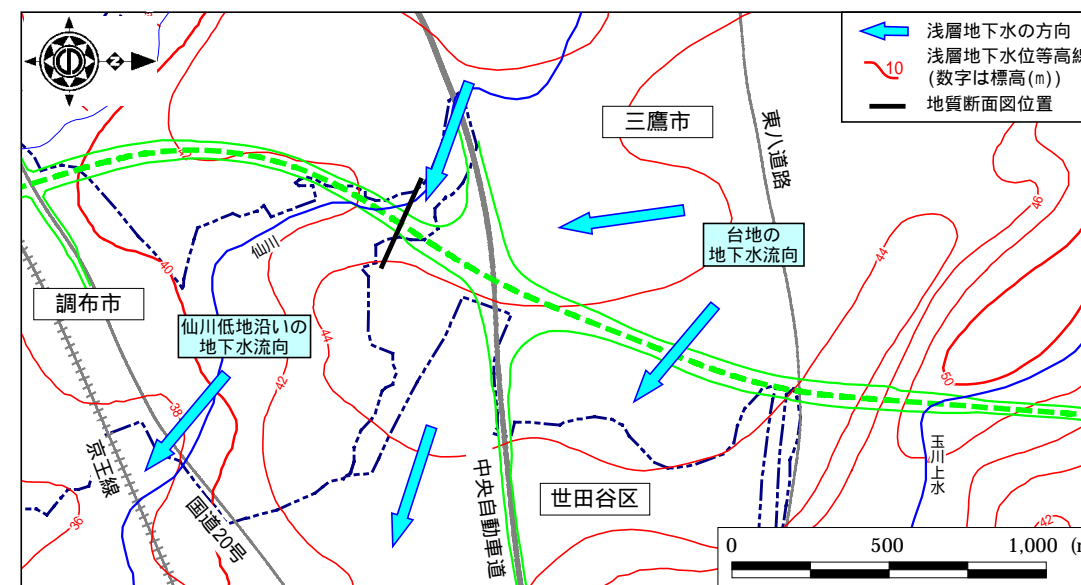 浅層地下水の方向
浅層地下水位等高線
10
(数字は標高(m))
地質断面図位置
三鷹市
東八道路
46
44
台地の
地下水流向
仙川
40
調布市
仙川低地沿いの
地下水流向
44
42
38
50
京王線
国道20号
中央自動車道
世田谷区
玉川上水
36
42
0
500
1,000